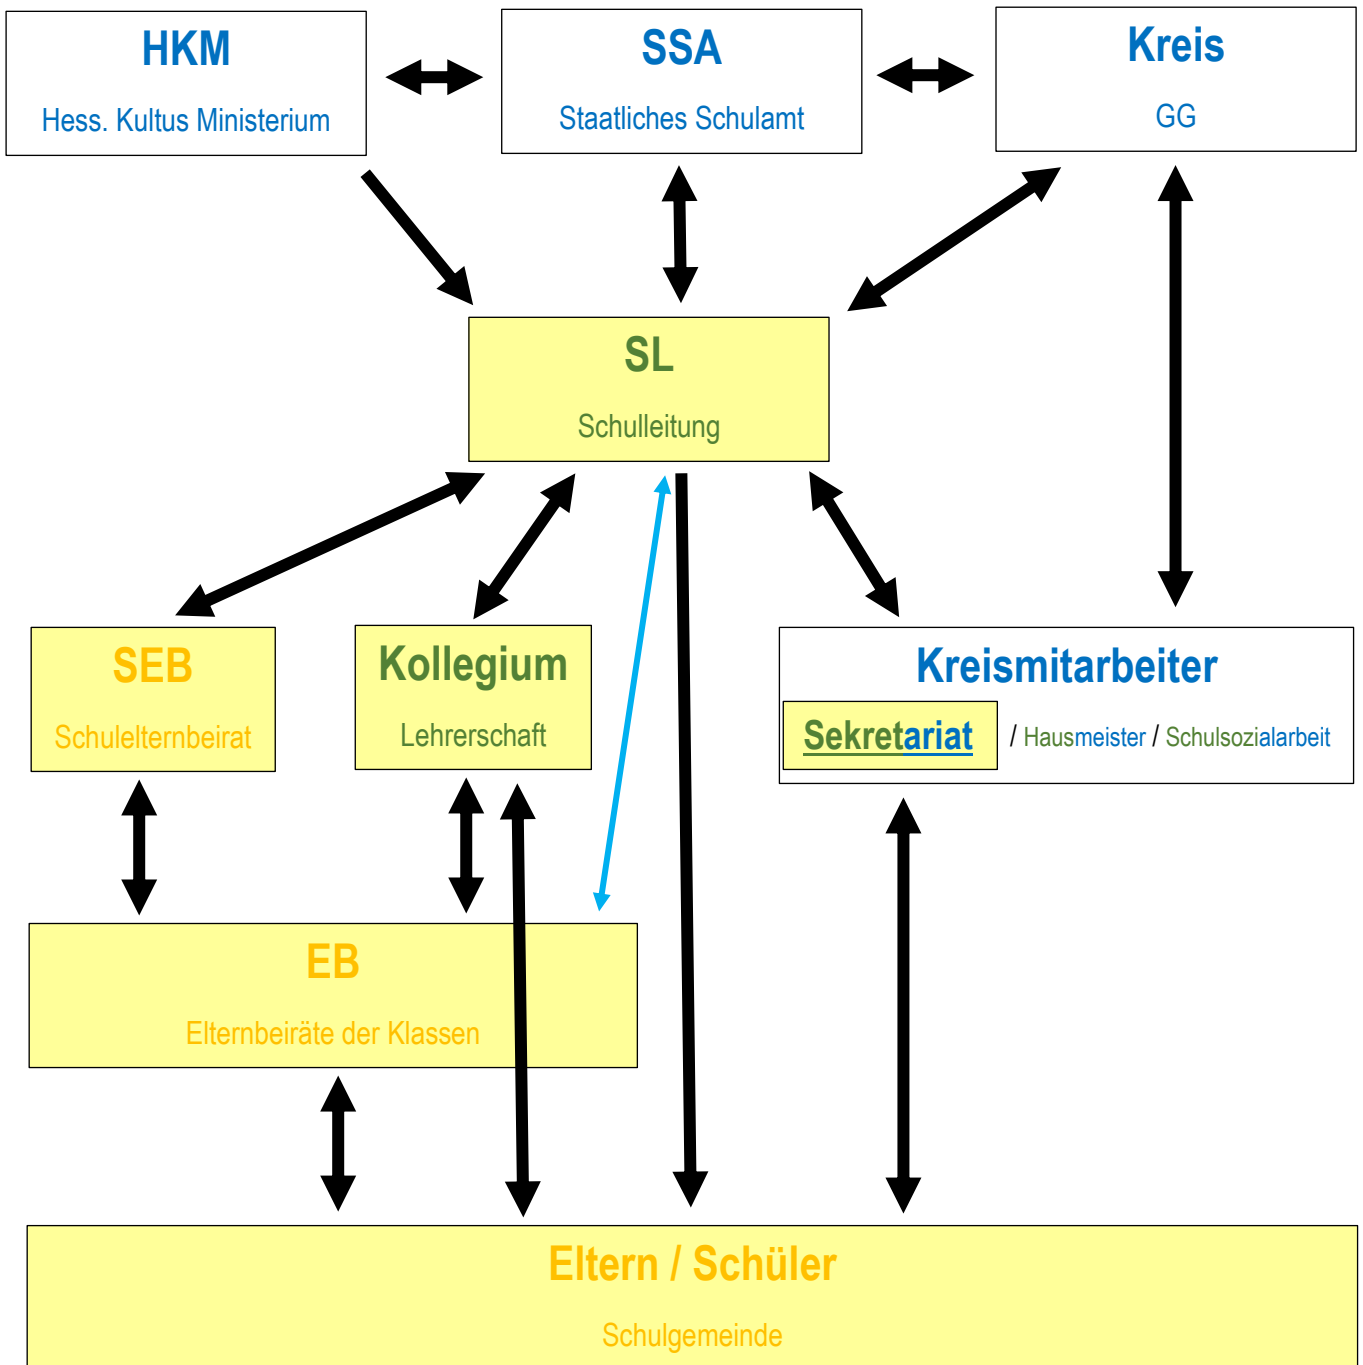 HKM
Hess. Kultus Ministerium
SSA
Staatliches Schulamt
Kreis
GG
SL
Schulleitung
SEB
Schulelternbeirat
Kollegium
Lehrerschaft
Kreismitarbeiter
Sekretariat / Hausmeister / Schulsozialarbeit
EB
Elternbeiräte der Klassen
Eltern / Schüler
Schulgemeinde